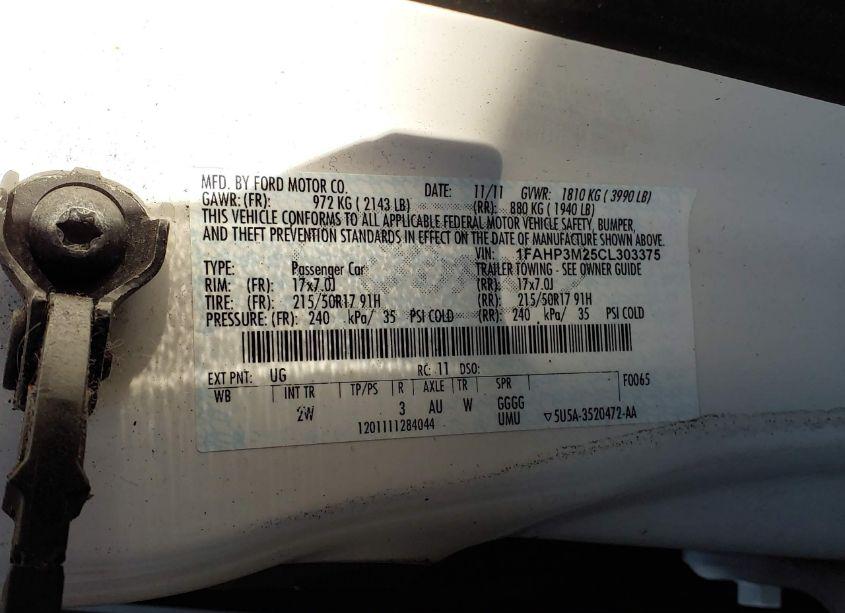 MFD. BY FORD MOTOR CO. DATE: 11/11 GVWR: 1810 KG ( 3990 LB)
GAWR: (FR): 972 KG ( 2143 LB) (RR): 880 KG ( 1940 LB)
THIS VEHICLE CONFORMS TO ALL APPLICABLE FEDERAL MOTOR VEHICLE SAFETY, BUMPER,
AND THEFT PREVENTION STANDARDS IN EFFECT ON THE DATE OF MANUFACTURE SHOWN ABOVE.
VIN: 1FAHP3M25CL303375
TYPE: Passenger Car TRAILER TOWING - SEE OWNER GUIDE
RIM: (FR): 17x7.0J (RR): 17x7.0J
TIRE: (FR): 215/50R17 91H (RR): 215/50R17 91H
PRESSURE: (FR): 240 kPa/ 35 PSI COLD (RR): 240 kPa/ 35 PSI COLD
EXT PNT: UG RC: 11 DSO:
WB INT TR TP/PS R AXLE TR SPR F0065
2W 3 AU W GGGG
UMU ▽5U5A-3520472-AA
1201111284044